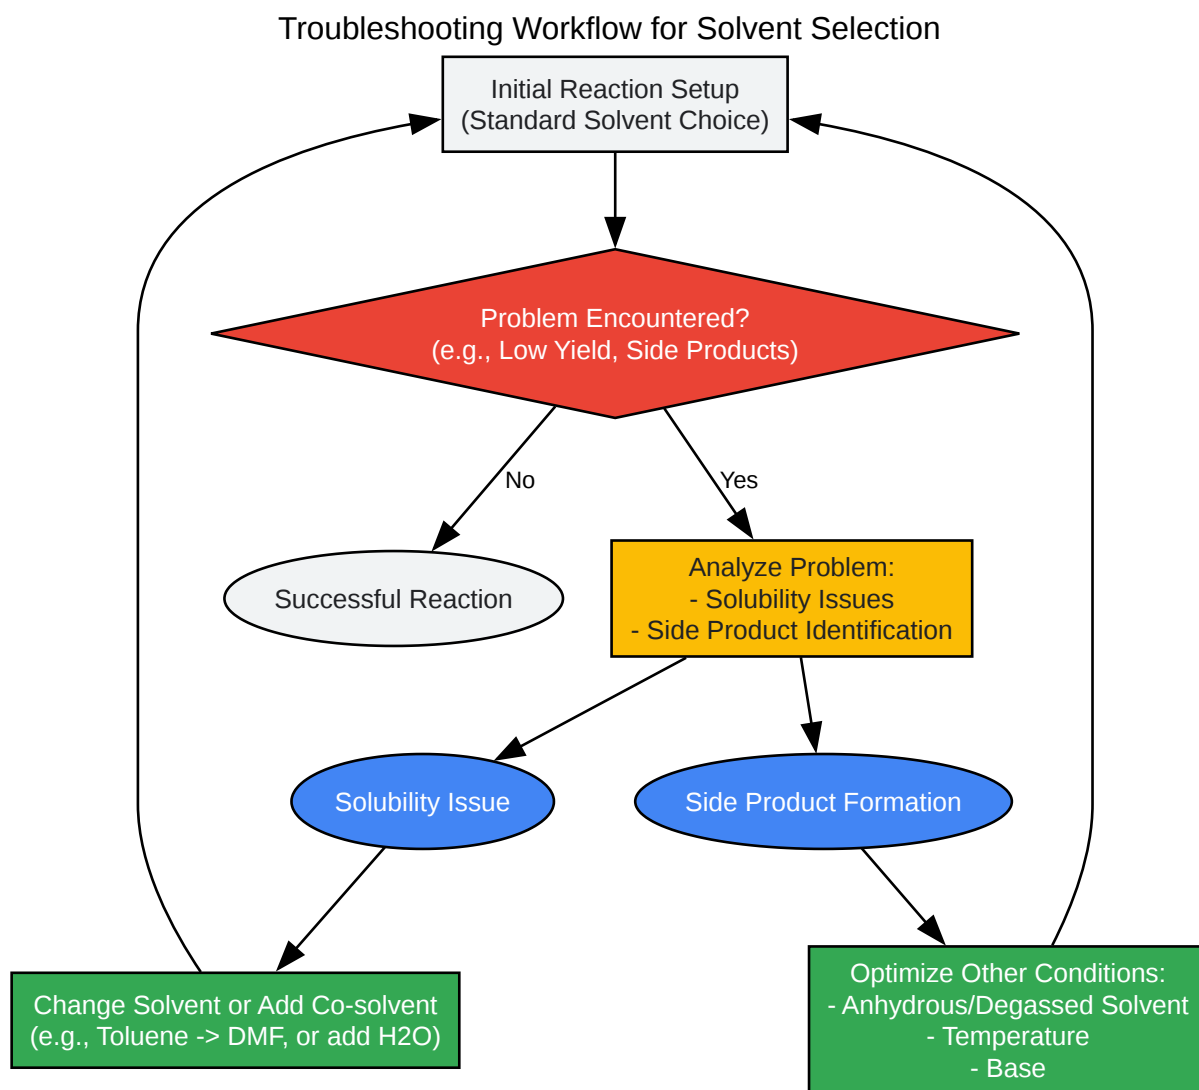 Troubleshooting Workflow for Solvent Selection
Initial Reaction Setup
(Standard Solvent Choice)
Problem Encountered?
(e.g., Low Yield, Side Products)
No
Yes
Successful Reaction
Analyze Problem:
- Solubility Issues
- Side Product Identification
Solubility Issue
Side Product Formation
Change Solvent or Add Co-solvent
(e.g., Toluene -> DMF, or add H2O)
Optimize Other Conditions:
- Anhydrous/Degassed Solvent
- Temperature
- Base